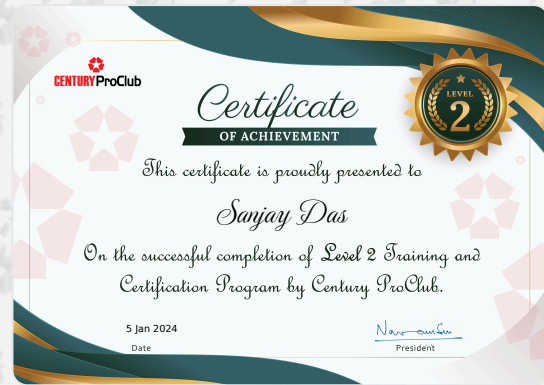 CENTURY ProClub
LEVEL
2
Certificate
OF ACHIEVEMENT
This certificate is proudly presented to
Sanjay Das
On the successful completion of Level 2 Training and
Certification Program by Century ProClub.
5 Jan 2024
Date
President